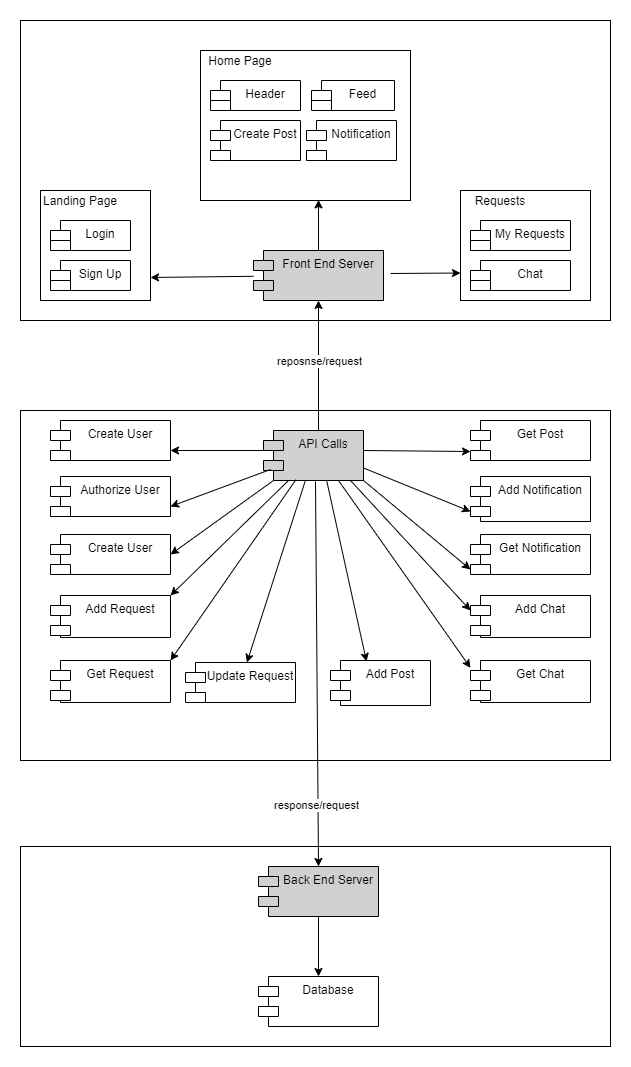 Home Page
Header
Feed
Create Post
Notification
Landing Page
Login
Sign Up
Front End Server
Requests
My Requests
Chat
reposnse/request
API Calls
Create User
Get Post
Authorize User
Add Notification
Create User
Get Notification
Add Request
Add Chat
Get Request
Update Request
Add Post
Get Chat
response/request
Back End Server
Database